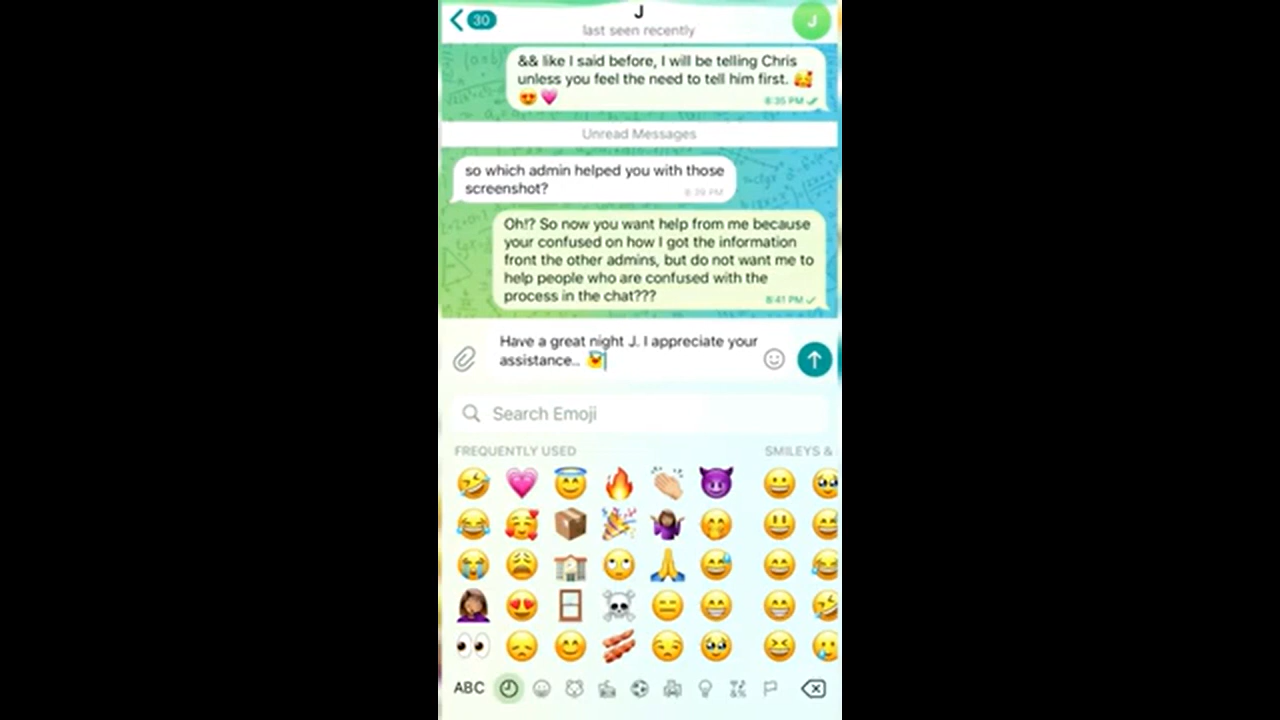 30
J
last seen recently
J
&& like I said before, I will be telling Chris
unless you feel the need to tell him first. 🥰
😍💗
8:35 PM
Unread Messages
so which admin helped you with those
screenshot?
8:39 PM
Oh!? So now you want help from me because
your confused on how I got the information
front the other admins, but do not want me to
help people who are confused with the
process in the chat???
8:41 PM
Have a great night J. I appreciate your
assistance...
Search Emoji
FREQUENTLY USED
SMILEYS &
ABC